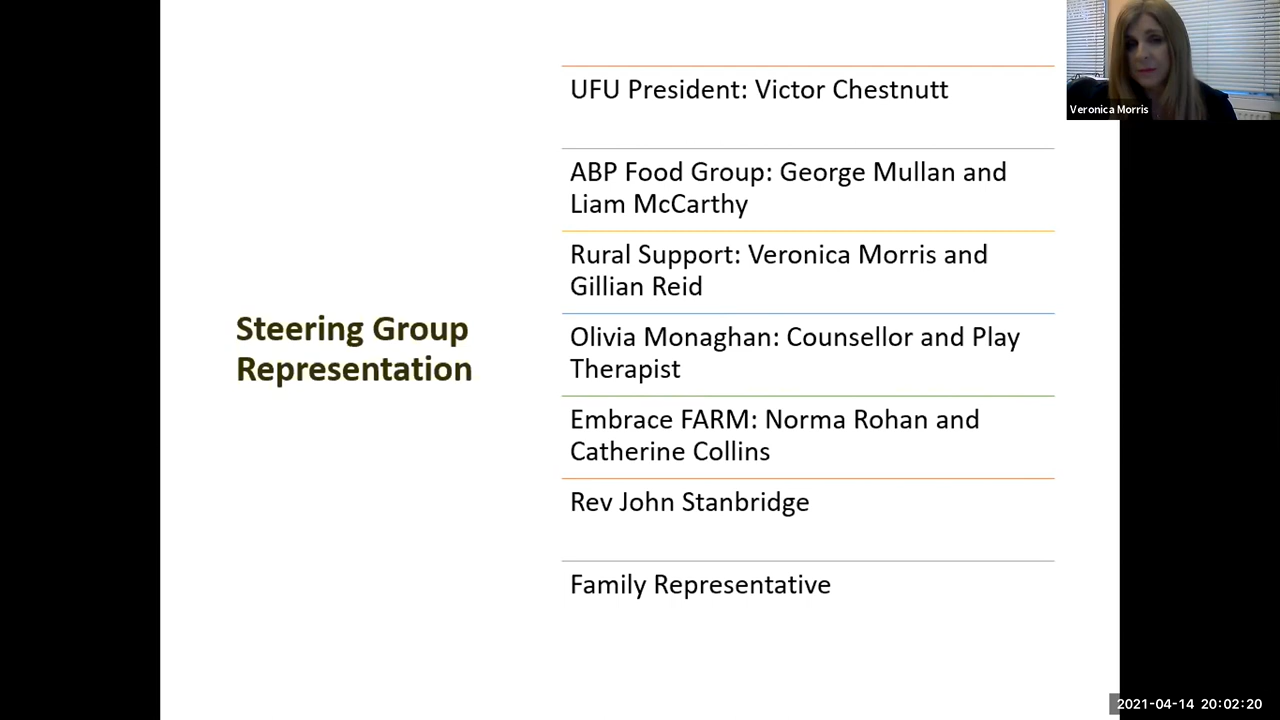 Steering Group
Representation
UFU President: Victor Chestnutt
ABP Food Group: George Mullan and
Liam McCarthy
Rural Support: Veronica Morris and
Gillian Reid
Olivia Monaghan: Counsellor and Play
Therapist
Embrace FARM: Norma Rohan and
Catherine Collins
Rev John Stanbridge
Family Representative
Veronica Morris
2021-04-14 20:02:20